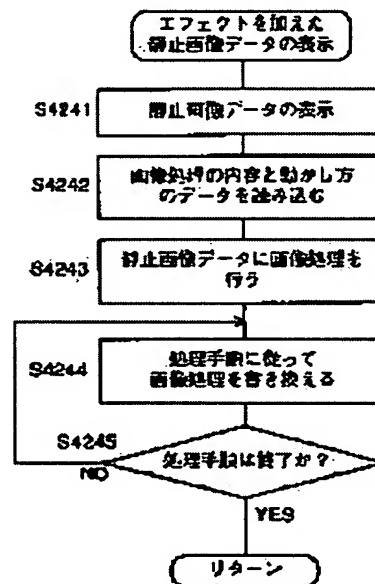 エフェクトを加えた
静止画像データの表示
S4241
静止画像データの表示
S4242
画像処理の内容と動かし方
のデータを読み込む
S4243
静止画像データに画像処理を
行う
S4244
処理手順に従って
画像処理を書き換える
S4245
処理手順は終了か？
NO
YES
リターン